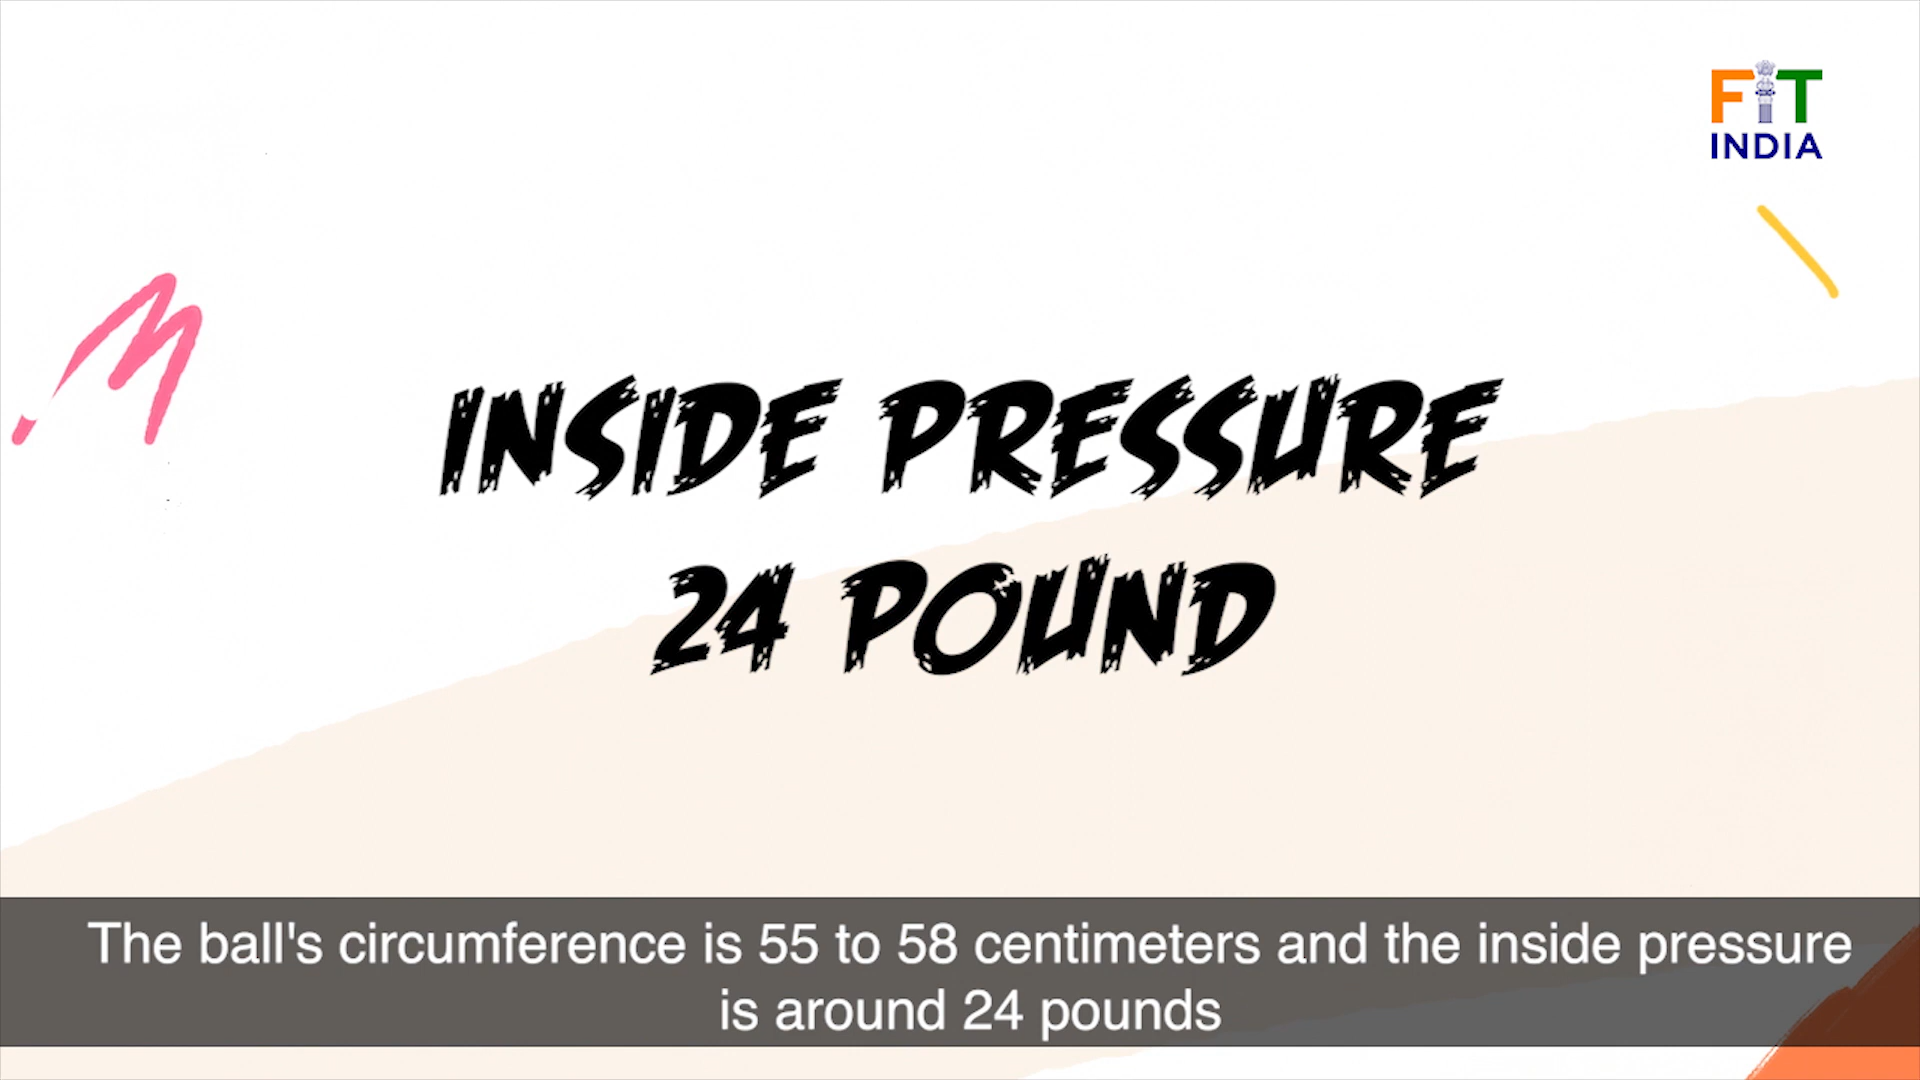 FIT
INDIA
INSIDE PRESSURE
24 POUND
The ball's circumference is 55 to 58 centimeters and the inside pressure
is around 24 pounds